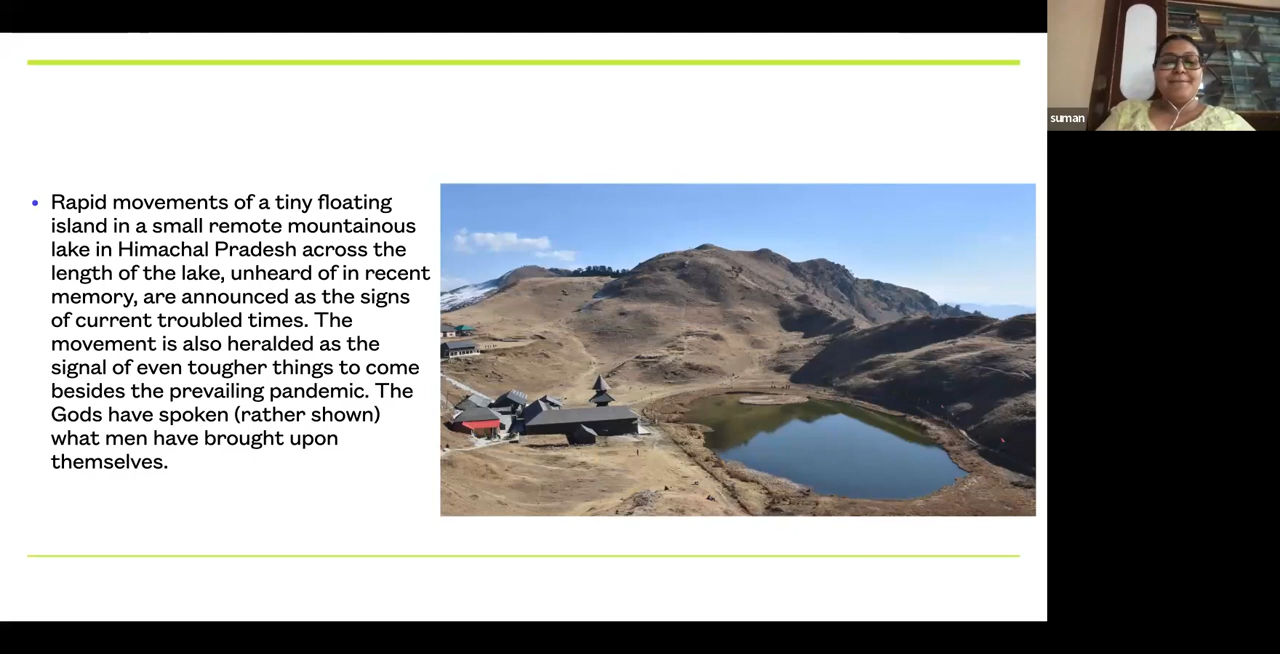 • Rapid movements of a tiny floating
island in a small remote mountainous
lake in Himachal Pradesh across the
length of the lake, unheard of in recent
memory, are announced as the signs
of current troubled times. The
movement is also heralded as the
signal of even tougher things to come
besides the prevailing pandemic. The
Gods have spoken (rather shown)
what men have brought upon
themselves.
suman